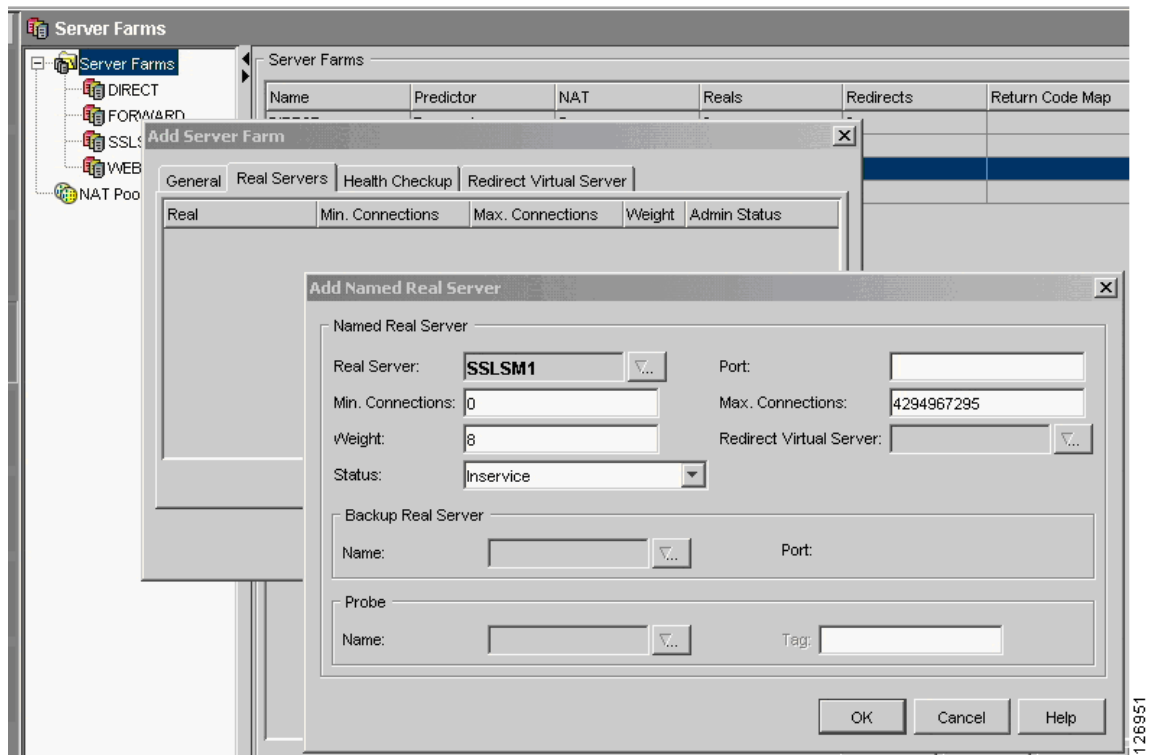 Server Farms
Server Farms
DIRECT
FORWARD
SSLS
WEB
NAT Poo
Server Farms
Name Predictor NAT Reals Redirects Return Code Map
Add Server Farm
General Real Servers Health Checkup Redirect Virtual Server
Real Min. Connections Max. Connections Weight Admin Status
Add Named Real Server
Named Real Server
Real Server: SSLSM1 ... Port:
Min. Connections: 0 Max. Connections: 4294967295
Weight: 8 Redirect Virtual Server: ...
Status: Inservice
Backup Real Server
Name: ... Port:
Probe
Name: ... Tag:
OK Cancel Help
126951